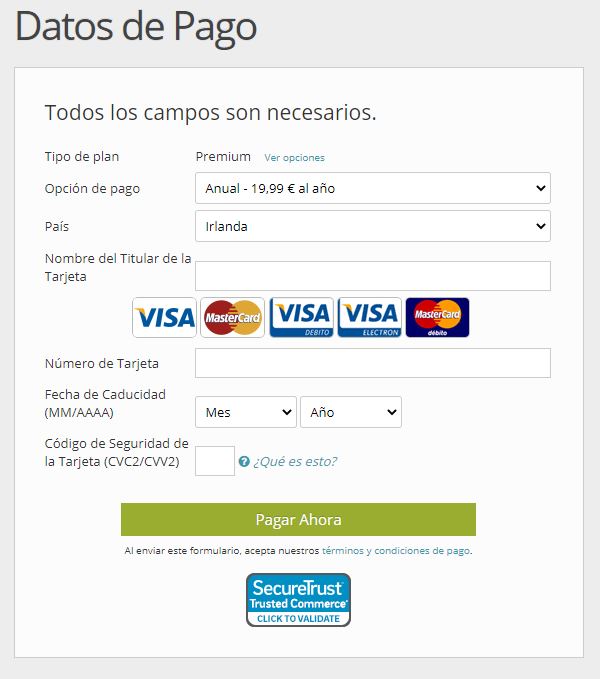 Datos de Pago
Todos los campos son necesarios.
Tipo de plan Premium Ver opciones
Opción de pago Anual - 19,99 € al año
País Irlanda
Nombre del Titular de la
Tarjeta
VISA MasterCard VISA DEBITO VISA ELECTRON MasterCard débito
Número de Tarjeta
Fecha de Caducidad
(MM/AAAA) Mes Año
Código de Seguridad de
la Tarjeta (CVC2/CVV2) ¿Qué es esto?
Pagar Ahora
Al enviar este formulario, acepta nuestros términos y condiciones de pago.
SecureTrust
Trusted Commerce
CLICK TO VALIDATE